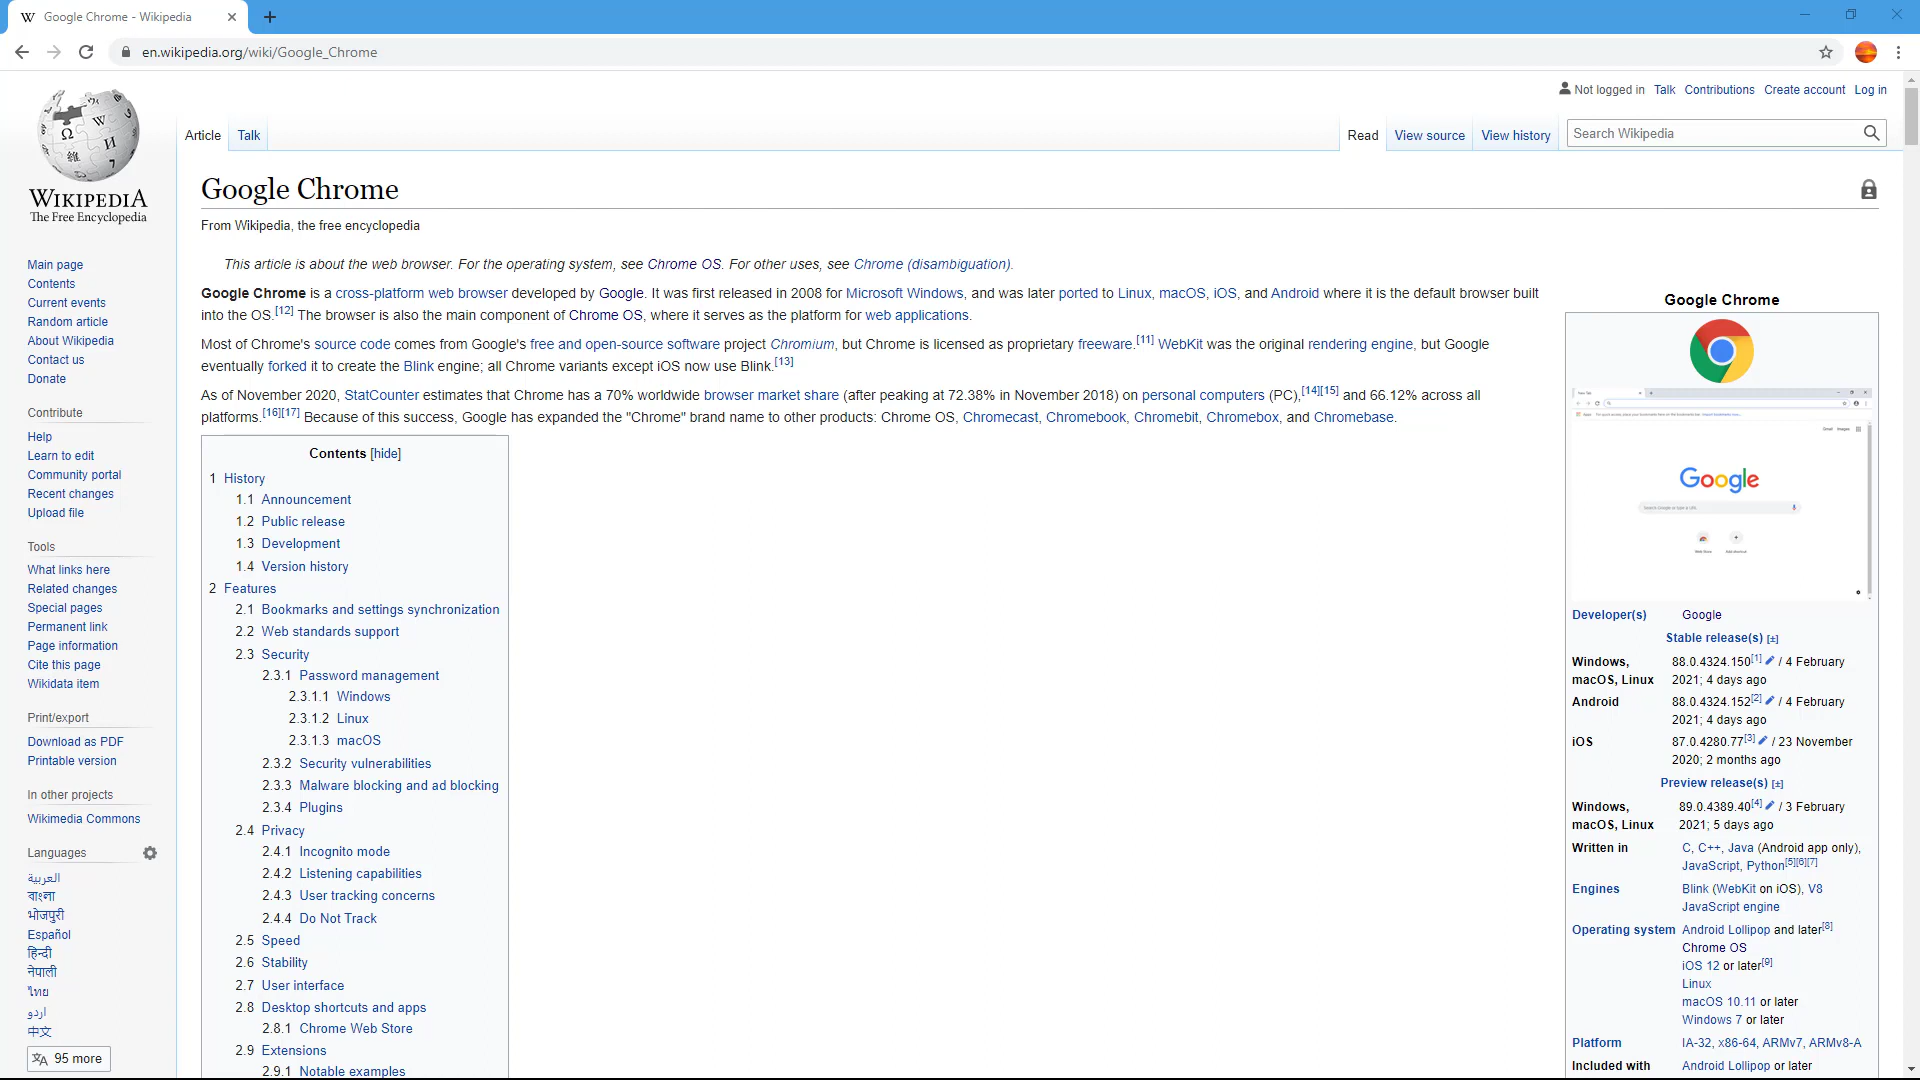 Google Chrome - Wikipedia
en.wikipedia.org/wiki/Google_Chrome
Not logged in Talk Contributions Create account Log in
Article Talk Read View source View history Search Wikipedia
WIKIPEDIA
The Free Encyclopedia
Main page
Contents
Current events
Random article
About Wikipedia
Contact us
Donate
Contribute
Help
Learn to edit
Community portal
Recent changes
Upload file
Tools
What links here
Related changes
Special pages
Permanent link
Page information
Cite this page
Wikidata item
Print/export
Download as PDF
Printable version
In other projects
Wikimedia Commons
Languages
العربية
বাংলা
भोजपुरी
Español
हिन्दी
नेपाली
ไทย
اردو
中文
95 more
Google Chrome
From Wikipedia, the free encyclopedia
This article is about the web browser. For the operating system, see Chrome OS. For other uses, see Chrome (disambiguation).
Google Chrome is a cross-platform web browser developed by Google. It was first released in 2008 for Microsoft Windows, and was later ported to Linux, macOS, iOS, and Android where it is the default browser built
into the OS.[12] The browser is also the main component of Chrome OS, where it serves as the platform for web applications.
Most of Chrome's source code comes from Google's free and open-source software project Chromium, but Chrome is licensed as proprietary freeware.[11] WebKit was the original rendering engine, but Google
eventually forked it to create the Blink engine; all Chrome variants except iOS now use Blink.[13]
As of November 2020, StatCounter estimates that Chrome has a 70% worldwide browser market share (after peaking at 72.38% in November 2018) on personal computers (PC),[14][15] and 66.12% across all
platforms.[16][17] Because of this success, Google has expanded the "Chrome" brand name to other products: Chrome OS, Chromecast, Chromebook, Chromebit, Chromebox, and Chromebase.
Contents [hide]
1 History
1.1 Announcement
1.2 Public release
1.3 Development
1.4 Version history
2 Features
2.1 Bookmarks and settings synchronization
2.2 Web standards support
2.3 Security
2.3.1 Password management
2.3.1.1 Windows
2.3.1.2 Linux
2.3.1.3 macOS
2.3.2 Security vulnerabilities
2.3.3 Malware blocking and ad blocking
2.3.4 Plugins
2.4 Privacy
2.4.1 Incognito mode
2.4.2 Listening capabilities
2.4.3 User tracking concerns
2.4.4 Do Not Track
2.5 Speed
2.6 Stability
2.7 User interface
2.8 Desktop shortcuts and apps
2.8.1 Chrome Web Store
2.9 Extensions
2.9.1 Notable examples
Google Chrome
New Tab
Gmail Images
Google
Search Google or type a URL
Web Store Add shortcut
Developer(s) Google
Stable release(s) [±]
Windows, 88.0.4324.150[1] / 4 February
macOS, Linux 2021; 4 days ago
Android 88.0.4324.152[2] / 4 February
2021; 4 days ago
iOS 87.0.4280.77[3] / 23 November
2020; 2 months ago
Preview release(s) [±]
Windows, 89.0.4389.40[4] / 3 February
macOS, Linux 2021; 5 days ago
Written in C, C++, Java (Android app only),
JavaScript, Python[5][6][7]
Engines Blink (WebKit on iOS), V8
JavaScript engine
Operating system Android Lollipop and later[8]
Chrome OS
iOS 12 or later[9]
Linux
macOS 10.11 or later
Windows 7 or later
Platform IA-32, x86-64, ARMv7, ARMv8-A
Included with Android Lollipop or later